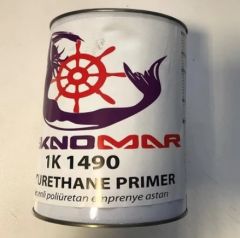 KNOMAR
1K 1490
URETHANE PRIMER
poliüretan emprenye astarı